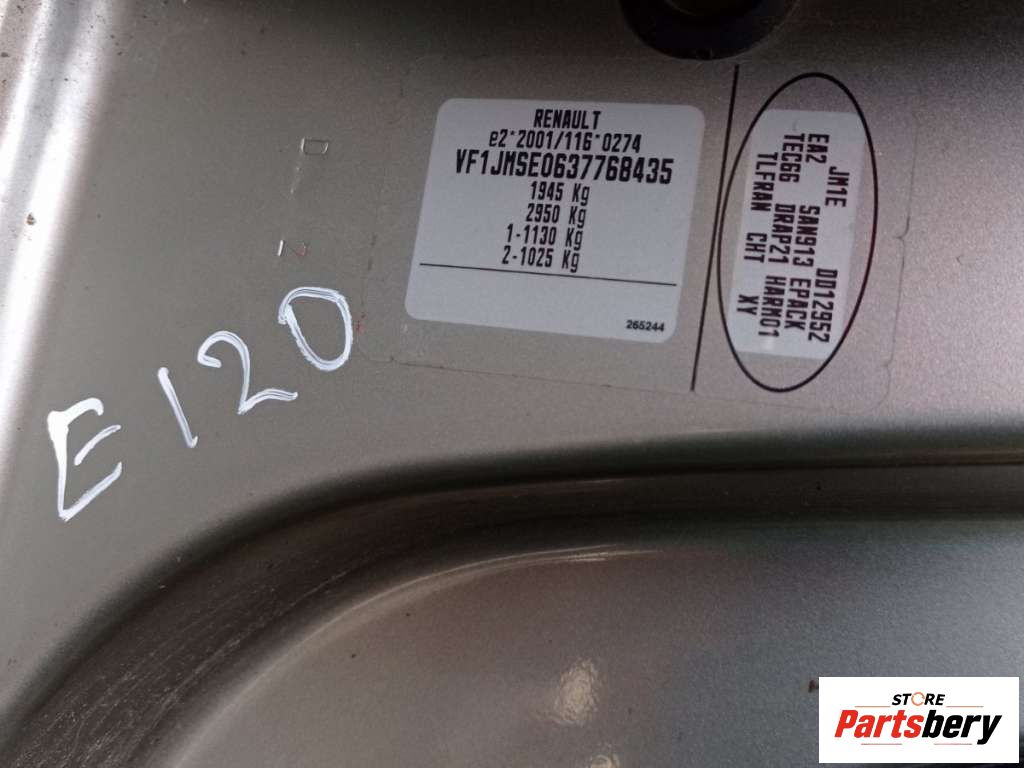 RENAULT
e2*2001/116*0274
VF1JMSE0637768435
1945 Kg
2950 Kg
1-1130 Kg
2-1025 Kg
265244
JM1E DD12952
EA2 SAN913 EPACK
TEC66 DRAP21 HARM01
TLFRAN CHT XY
E120
STORE
Partsbery